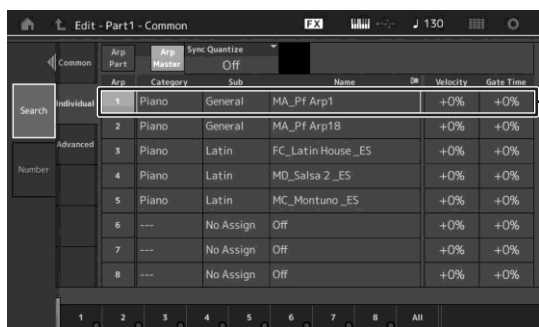 Edit - Part1 - Common FX ♩ 130
Common Arp Part Arp Master Sync Quantize Off
Arp Category Sub Name Velocity Gate Time
Search Individual 1 Piano General MA_Pf Arp1 +0% +0%
2 Piano General MA_Pf Arp18 +0% +0%
Advanced 3 Piano Latin FC_Latin House _ES +0% +0%
Number 4 Piano Latin MD_Salsa 2 _ES +0% +0%
5 Piano Latin MC_Montuno _ES +0% +0%
6 --- No Assign Off +0% +0%
7 --- No Assign Off +0% +0%
8 --- No Assign Off +0% +0%
1 2 3 4 5 6 7 8 All